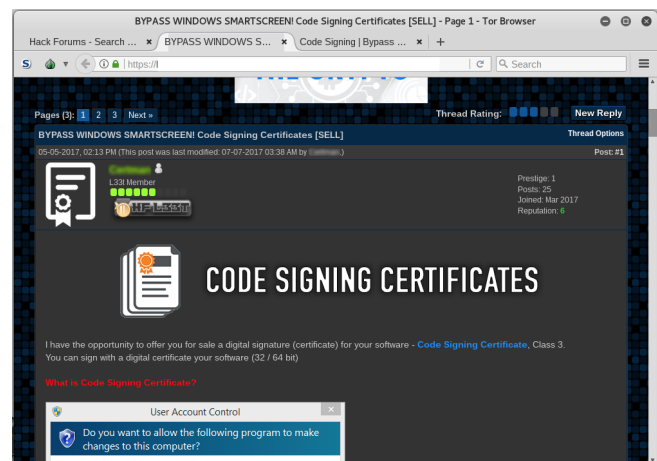 BYPASS WINDOWS SMARTSCREEN! Code Signing Certificates [SELL] - Page 1 - Tor Browser
Hack Forums - Search ... × BYPASS WINDOWS S... × Code Signing | Bypass ... × +
https://l Search
Pages (3): 1 2 3 Next » Thread Rating: New Reply
BYPASS WINDOWS SMARTSCREEN! Code Signing Certificates [SELL] Thread Options
05-05-2017, 02:13 PM (This post was last modified: 07-07-2017 03:38 AM by .) Post: #1
L33t Member
HF L33T
Prestige: 1
Posts: 25
Joined: Mar 2017
Reputation: 6
CODE SIGNING CERTIFICATES
I have the opportunity to offer you for sale a digital signature (certificate) for your software - Code Signing Certificate, Class 3.
You can sign with a digital certificate your software (32 / 64 bit)
What is Code Signing Certificate?
User Account Control ×
Do you want to allow the following program to make
changes to this computer?